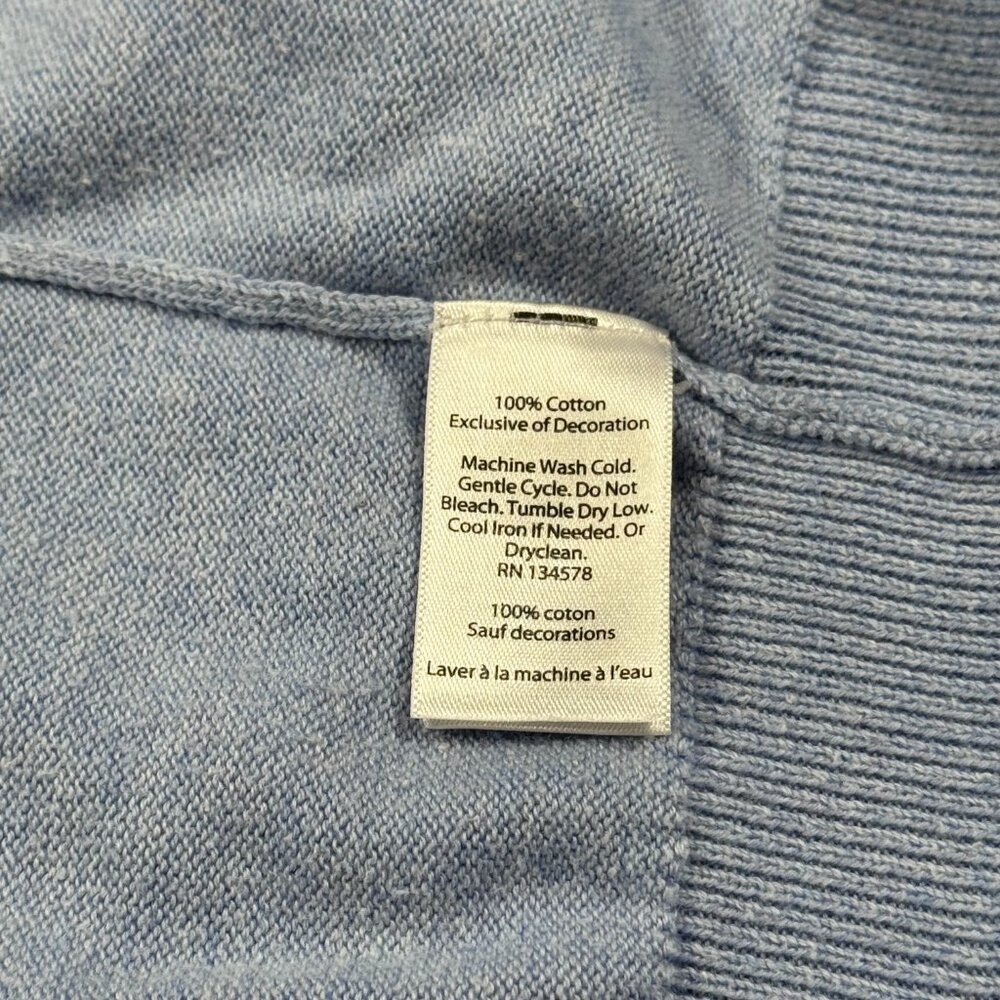 100% Cotton
Exclusive of Decoration
Machine Wash Cold.
Gentle Cycle. Do Not
Bleach. Tumble Dry Low.
Cool Iron If Needed. Or
Dryclean.
RN 134578
100% coton
Sauf decorations
Laver à la machine à l'eau